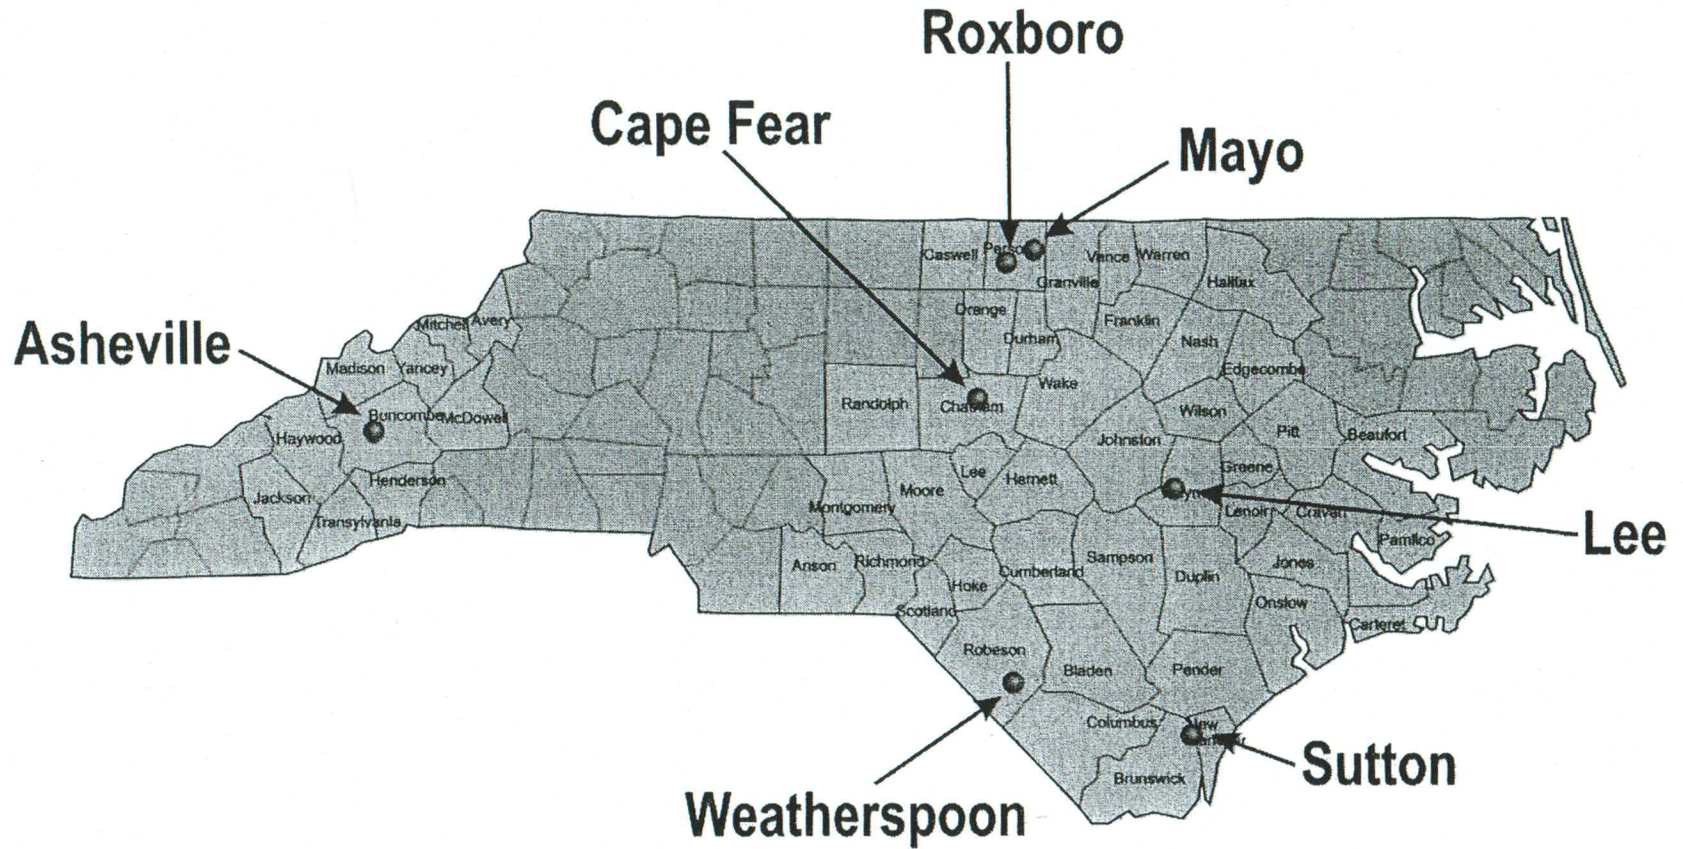 Roxboro
Cape Fear
Mayo
Asheville
Lee
Weatherspoon
Sutton
Caswell
Vance
Warren
Granville
Halifax
Orange
Durham
Franklin
Nash
Edgecombe
Mitchell
Avery
Madison
Yancey
Buncombe
McDowell
Haywood
Henderson
Jackson
Transylvania
Randolph
Chatham
Wake
Wilson
Johnston
Pitt
Beaufort
Lee
Harnett
Moore
Montgomery
Greene
Lenoir
Craven
Pamlico
Anson
Richmond
Hoke
Cumberland
Sampson
Duplin
Jones
Onslow
Carteret
Scotland
Robeson
Bladen
Pender
Columbus
New
Brunswick